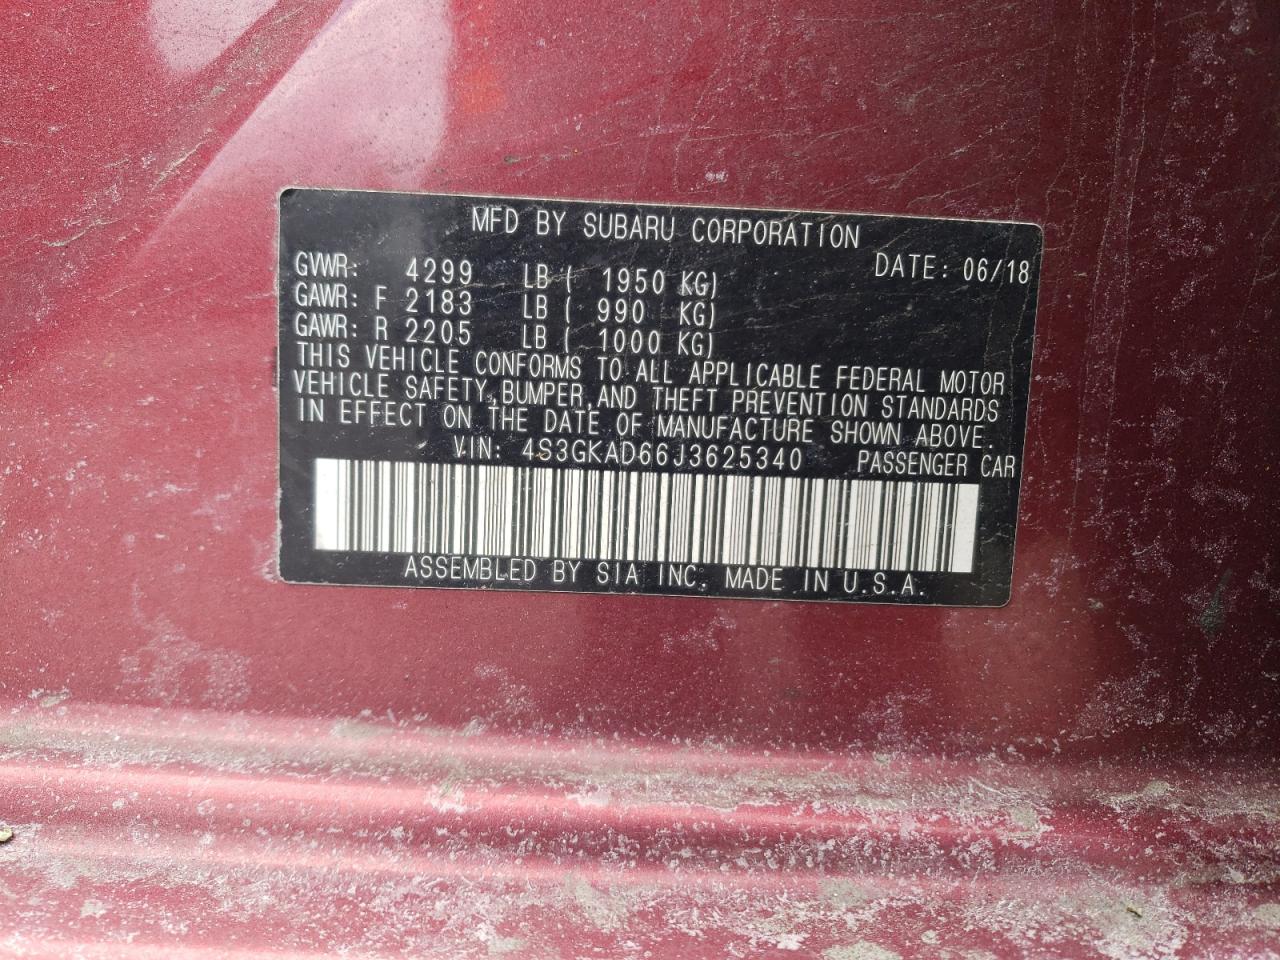 MFD BY SUBARU CORPORATION
GVWR: 4299 LB ( 1950 KG) DATE: 06/18
GAWR: F 2183 LB ( 990 KG)
GAWR: R 2205 LB ( 1000 KG)
THIS VEHICLE CONFORMS TO ALL APPLICABLE FEDERAL MOTOR
VEHICLE SAFETY, BUMPER, AND THEFT PREVENTION STANDARDS
IN EFFECT ON THE DATE OF MANUFACTURE SHOWN ABOVE.
VIN: 4S3GKAD66J3625340 PASSENGER CAR
ASSEMBLED BY SIA INC. MADE IN U.S.A.